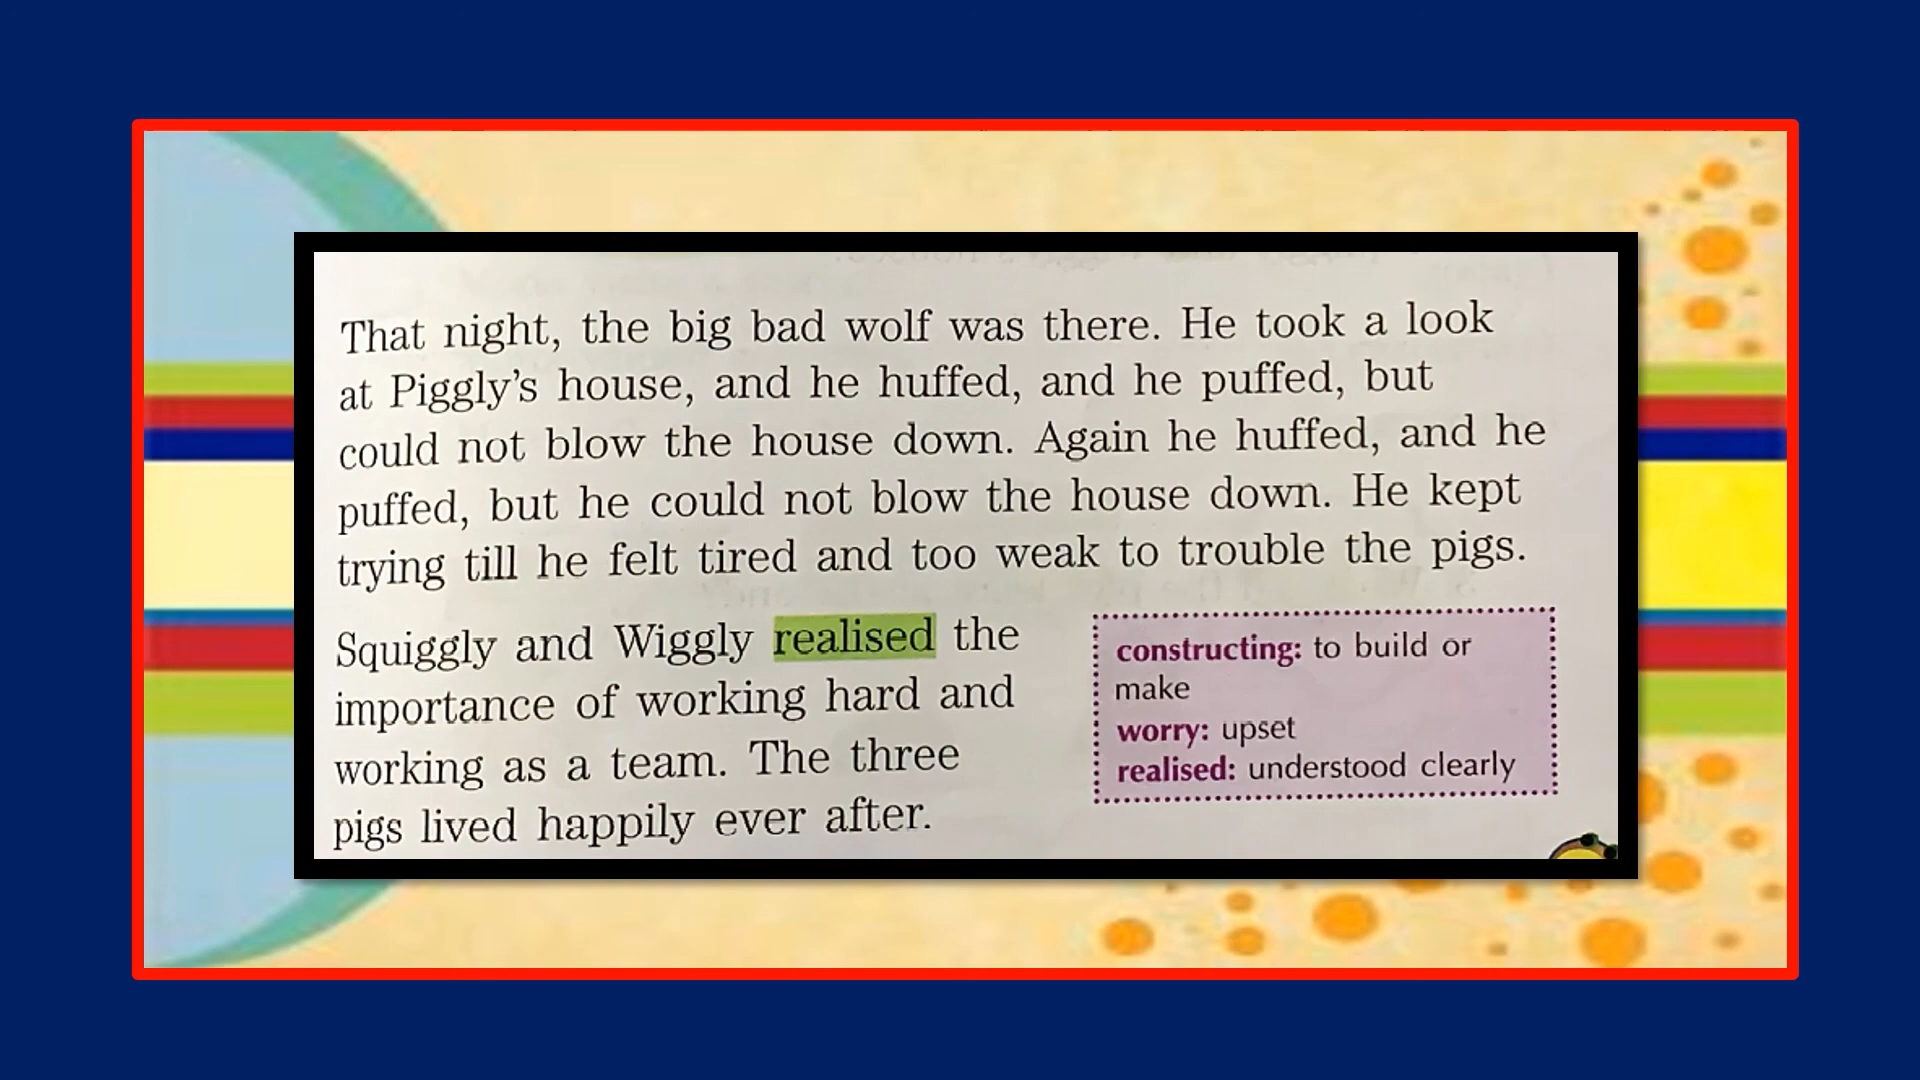 That night, the big bad wolf was there. He took a look
at Piggly's house, and he huffed, and he puffed, but
could not blow the house down. Again he huffed, and he
puffed, but he could not blow the house down. He kept
trying till he felt tired and too weak to trouble the pigs.
Squiggly and Wiggly realised the
importance of working hard and
working as a team. The three
pigs lived happily ever after.
constructing: to build or
make
worry: upset
realised: understood clearly